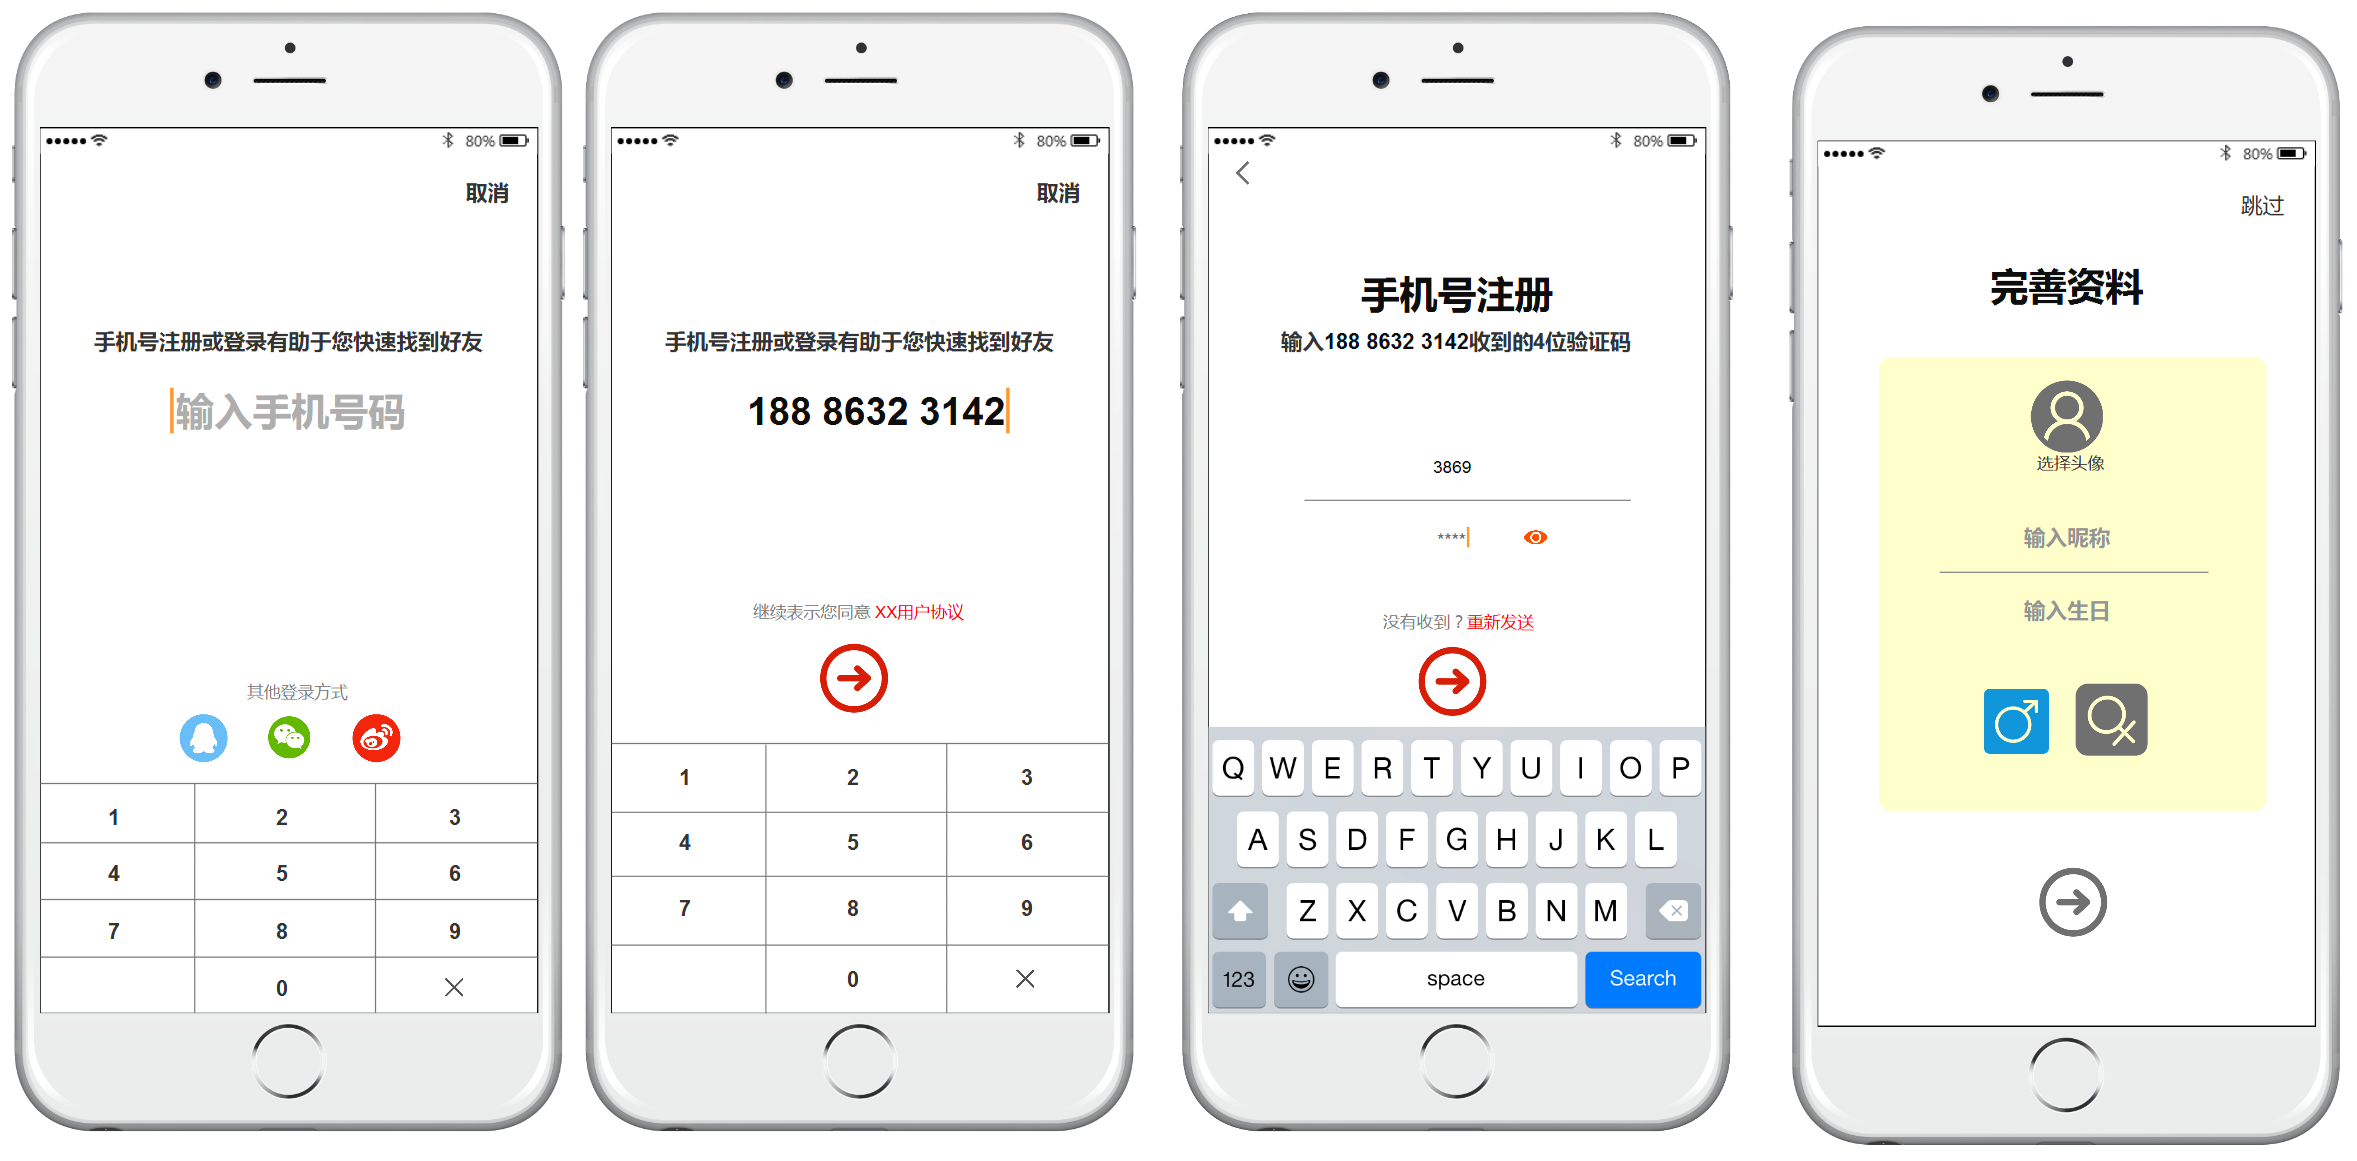 80%
取消
手机号注册或登录有助于您快速找到好友
输入手机号码
其他登录方式
1 2 3
4 5 6
7 8 9
0
80%
取消
手机号注册或登录有助于您快速找到好友
188 8632 3142
继续表示您同意 XX用户协议
1 2 3
4 5 6
7 8 9
0
80%
手机号注册
输入188 8632 3142收到的4位验证码
3869
****
没有收到？重新发送
Q W E R T Y U I O P
A S D F G H J K L
Z X C V B N M
123 space Search
80%
跳过
完善资料
选择头像
输入昵称
输入生日